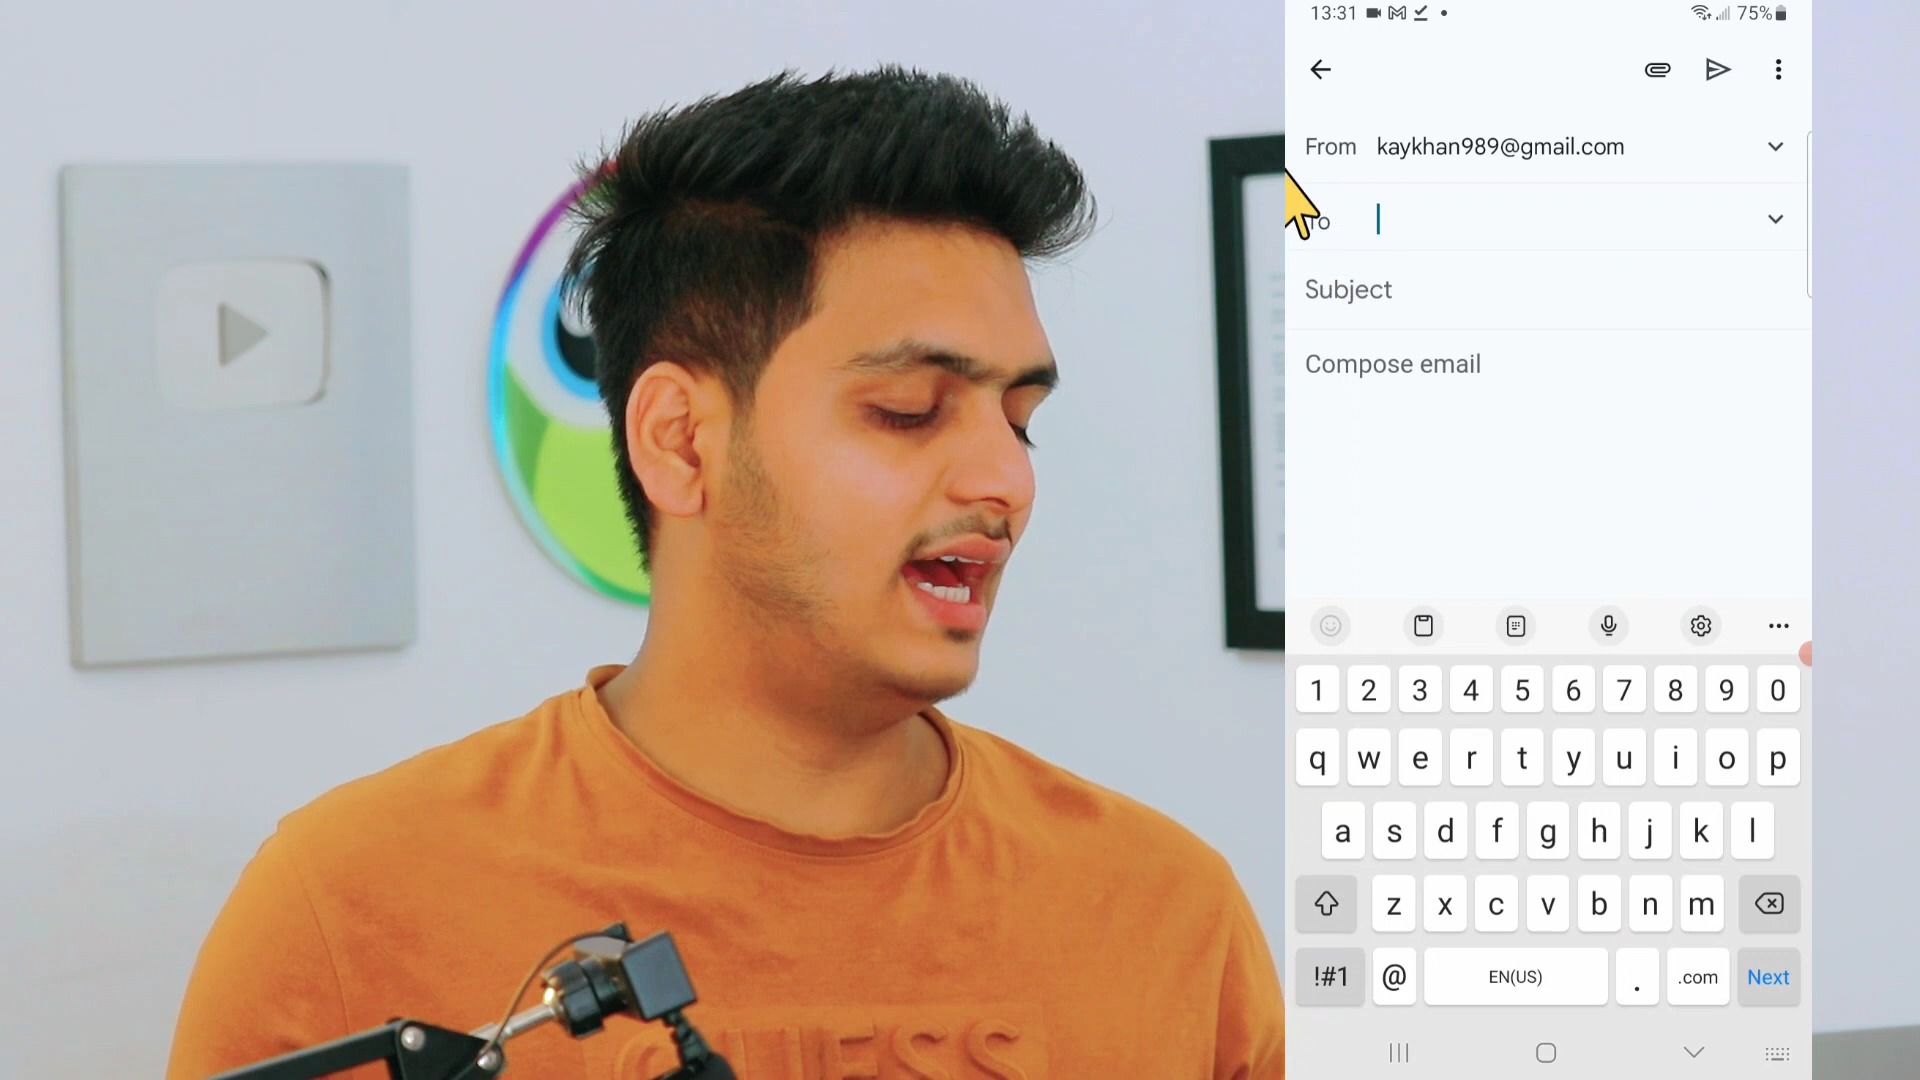 13:31
75%
From kaykhan989@gmail.com
To
Subject
Compose email
1 2 3 4 5 6 7 8 9 0
q w e r t y u i o p
a s d f g h j k l
z x c v b n m
!#1 @ EN(US) . .com Next
GUESS